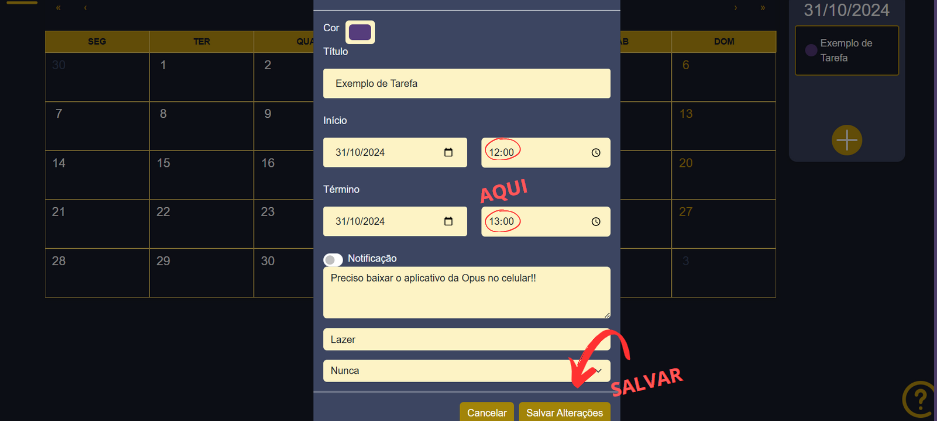 « ‹ › »
31/10/2024
SEG TER QUA AB DOM
Exemplo de
Tarefa
30 1 2 6
7 8 9 13
14 15 16 20
21 22 23 27
28 29 30 3
Cor
Título
Exemplo de Tarefa
Início
31/10/2024 12:00
AQUI
Término
31/10/2024 13:00
Notificação
Preciso baixar o aplicativo da Opus no celular!!
Lazer
Nunca
SALVAR
Cancelar Salvar Alterações
?